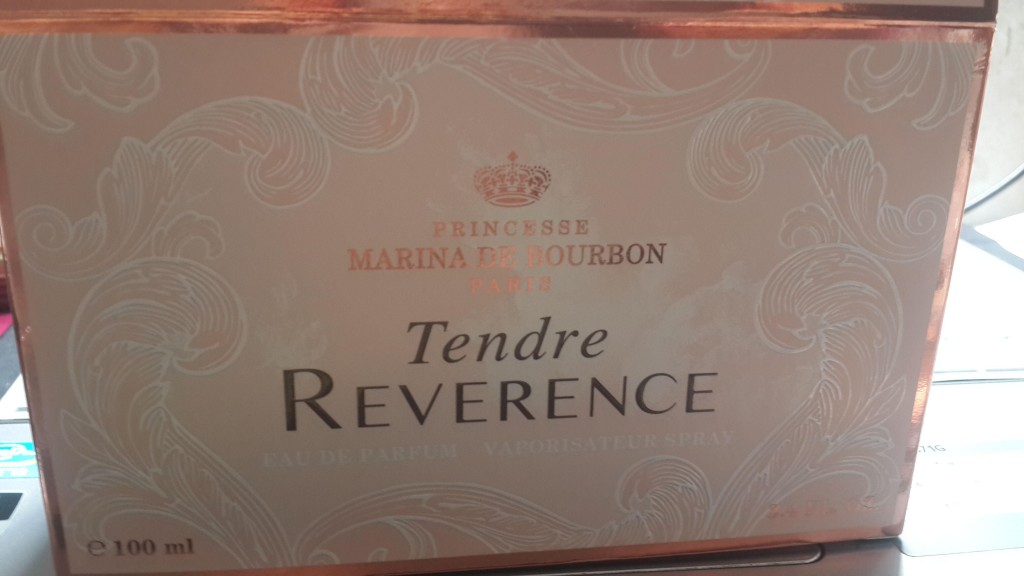 PRINCESSE
MARINA DE BOURBON
PARIS
Tendre
REVERENCE
EAU DE PARFUM VAPORISATEUR SPRAY
℮ 100 ml